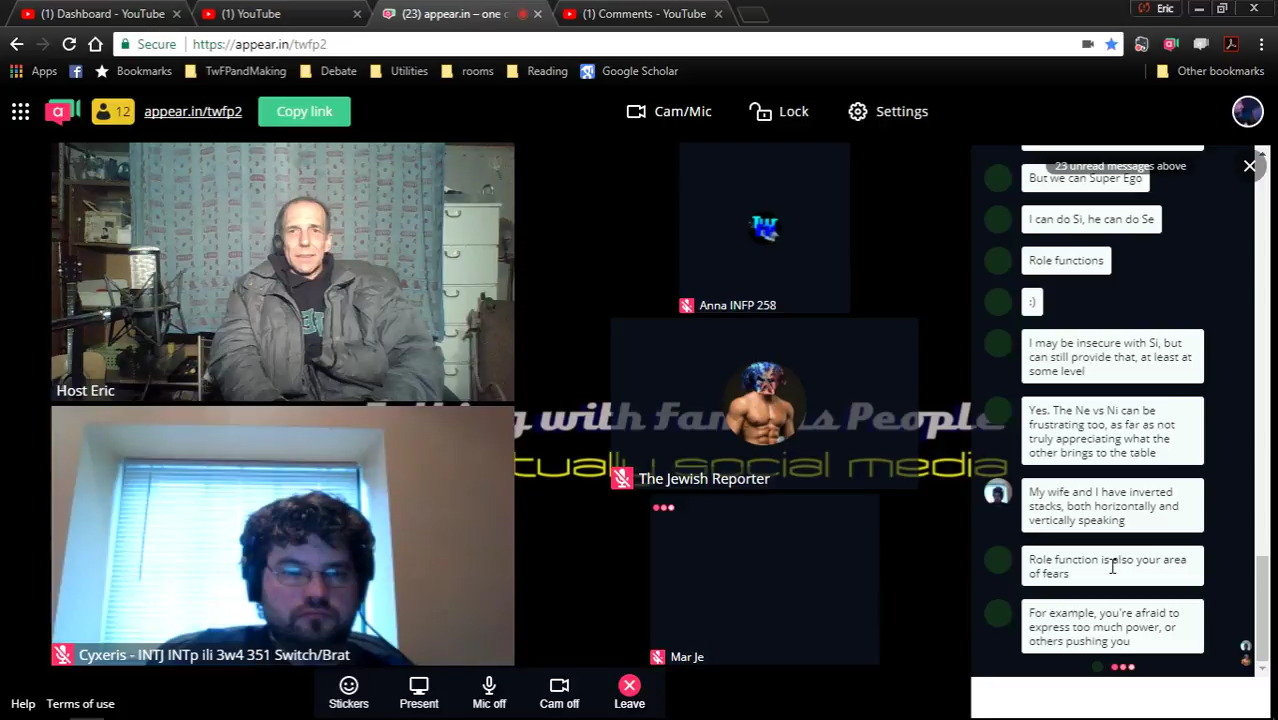 (1) Dashboard - YouTube
(1) YouTube
(23) appear.in – one c
(1) Comments - YouTube
Eric
Secure
https://appear.in/twfp2
Apps
Bookmarks
TwFPandMaking
Debate
Utilities
rooms
Reading
Google Scholar
Other bookmarks
12
appear.in/twfp2
Copy link
Cam/Mic
Lock
Settings
Host Eric
Anna INFP 258
g with Fam s People
tually social media
The Jewish Reporter
Mar Je
Cyxeris - INTJ INTp ili 3w4 351 Switch/Brat
23 unread messages above
But we can Super Ego
I can do Si, he can do Se
Role functions
:)
I may be insecure with Si, but
can still provide that, at least at
some level
Yes. The Ne vs Ni can be
frustrating too, as far as not
truly appreciating what the
other brings to the table
My wife and I have inverted
stacks, both horizontally and
vertically speaking
Role function is also your area
of fears
For example, you're afraid to
express too much power, or
others pushing you
Help
Terms of use
Stickers
Present
Mic off
Cam off
Leave